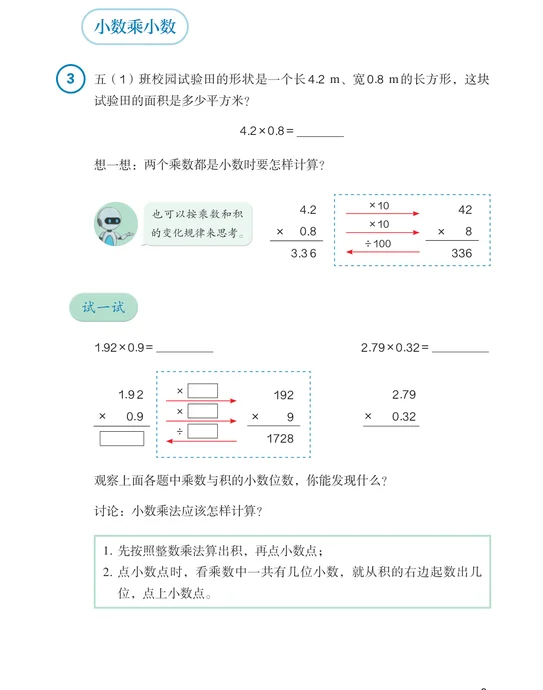 小数乘小数
3 五（1）班校园试验田的形状是一个长4.2 m、宽0.8 m的长方形，这块
试验田的面积是多少平方米？
4.2×0.8=
想一想：两个乘数都是小数时要怎样计算？
也可以按乘数和积
的变化规律来思考。
4.2
× 0.8
3.36
×10
×10
÷100
42
× 8
336
试一试
1.92×0.9=
2.79×0.32=
1.92
× 0.9
×
×
÷
192
× 9
1728
2.79
× 0.32
观察上面各题中乘数与积的小数位数，你能发现什么？
讨论：小数乘法应该怎样计算？
1. 先按照整数乘法算出积，再点小数点；
2. 点小数点时，看乘数中一共有几位小数，就从积的右边起数出几
位，点上小数点。